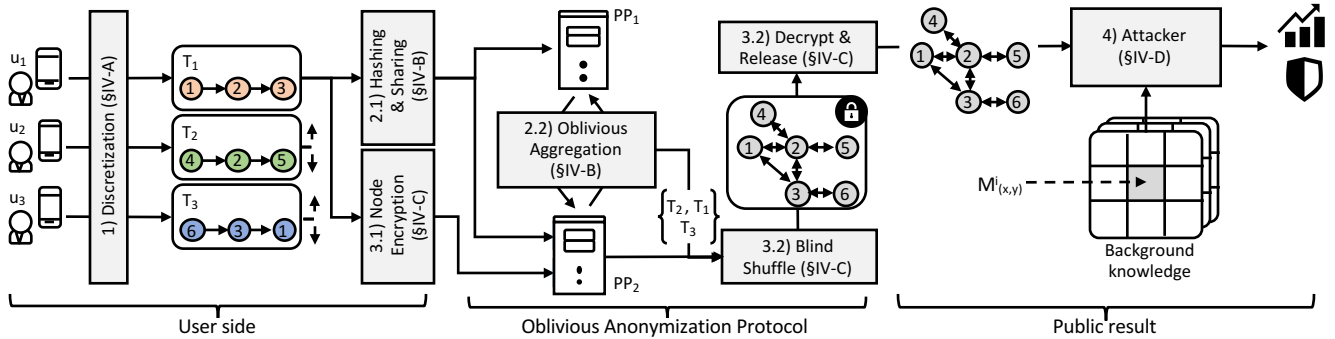 u1
u2
u3
1) Discretization (§IV-A)
T1
1 2 3
T2
4 2 5
T3
6 3 1
2.1) Hashing
& Sharing
(§IV-B)
3.1) Node
Encryption
(§IV-C)
PP1
2.2) Oblivious
Aggregation
(§IV-B)
PP2
{T2, T1
T3}
3.2) Decrypt &
Release (§IV-C)
4
1 2 5
3 6
3.2) Blind
Shuffle (§IV-C)
4
1 2 5
3 6
4) Attacker
(§IV-D)
M^i_(x,y)
Background
knowledge
User side
Oblivious Anonymization Protocol
Public result